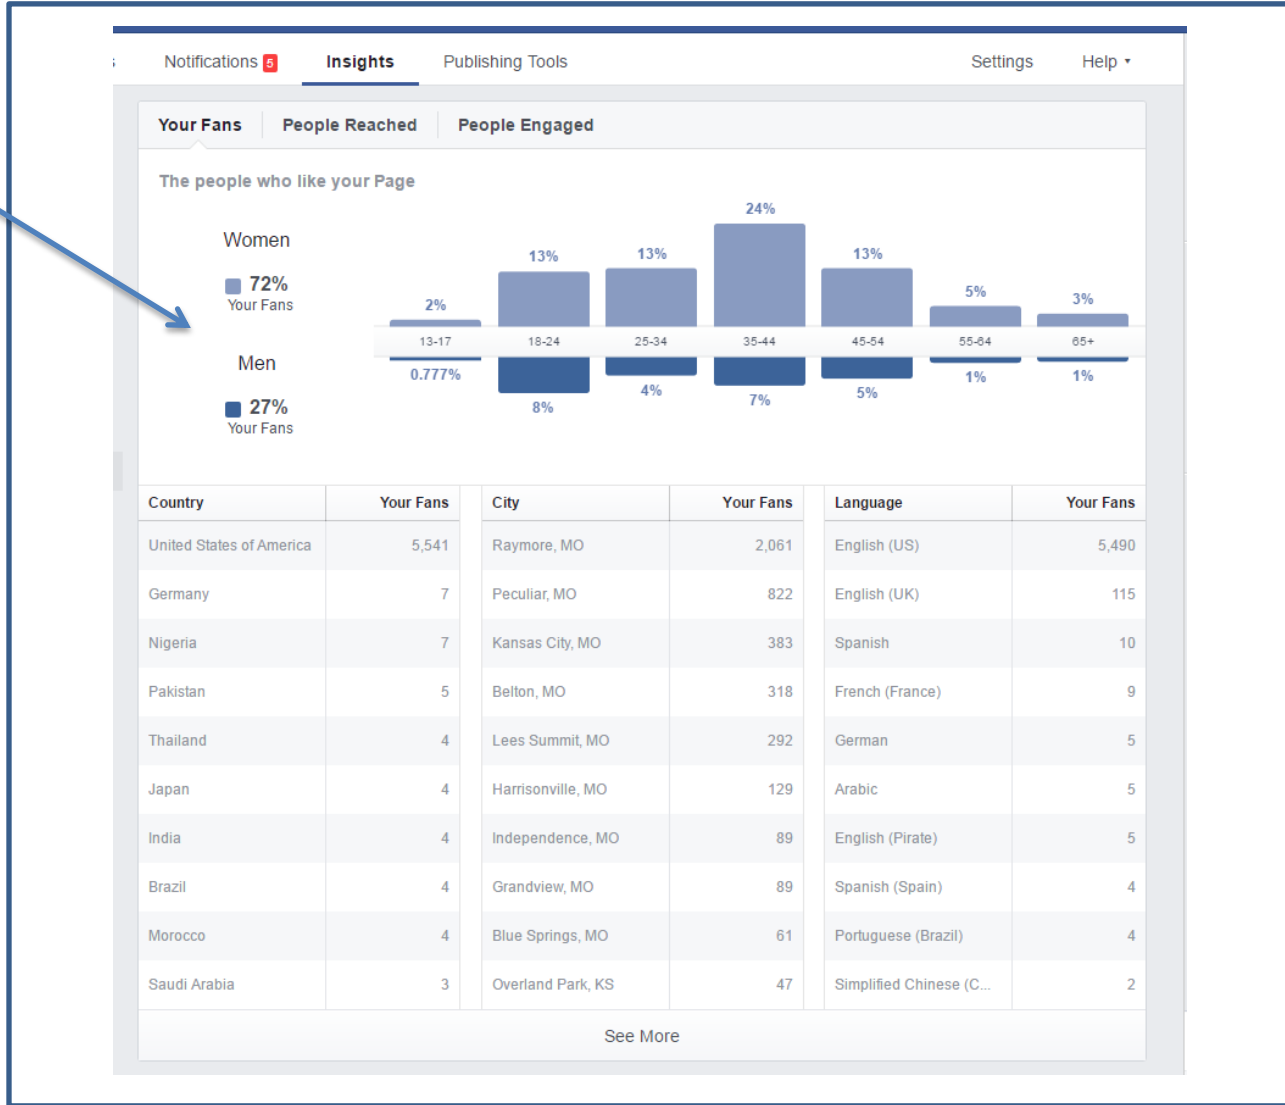 s Notifications 5 Insights Publishing Tools Settings Help
Your Fans People Reached People Engaged
The people who like your Page
Women
72%
Your Fans
Men
27%
Your Fans
2% 13% 13% 24% 13% 5% 3%
13-17 18-24 25-34 35-44 45-54 55-64 65+
0.777% 8% 4% 7% 5% 1% 1%
Country Your Fans City Your Fans Language Your Fans
United States of America 5,541 Raymore, MO 2,061 English (US) 5,490
Germany 7 Peculiar, MO 822 English (UK) 115
Nigeria 7 Kansas City, MO 383 Spanish 10
Pakistan 5 Belton, MO 318 French (France) 9
Thailand 4 Lees Summit, MO 292 German 5
Japan 4 Harrisonville, MO 129 Arabic 5
India 4 Independence, MO 89 English (Pirate) 5
Brazil 4 Grandview, MO 89 Spanish (Spain) 4
Morocco 4 Blue Springs, MO 61 Portuguese (Brazil) 4
Saudi Arabia 3 Overland Park, KS 47 Simplified Chinese (C... 2
See More